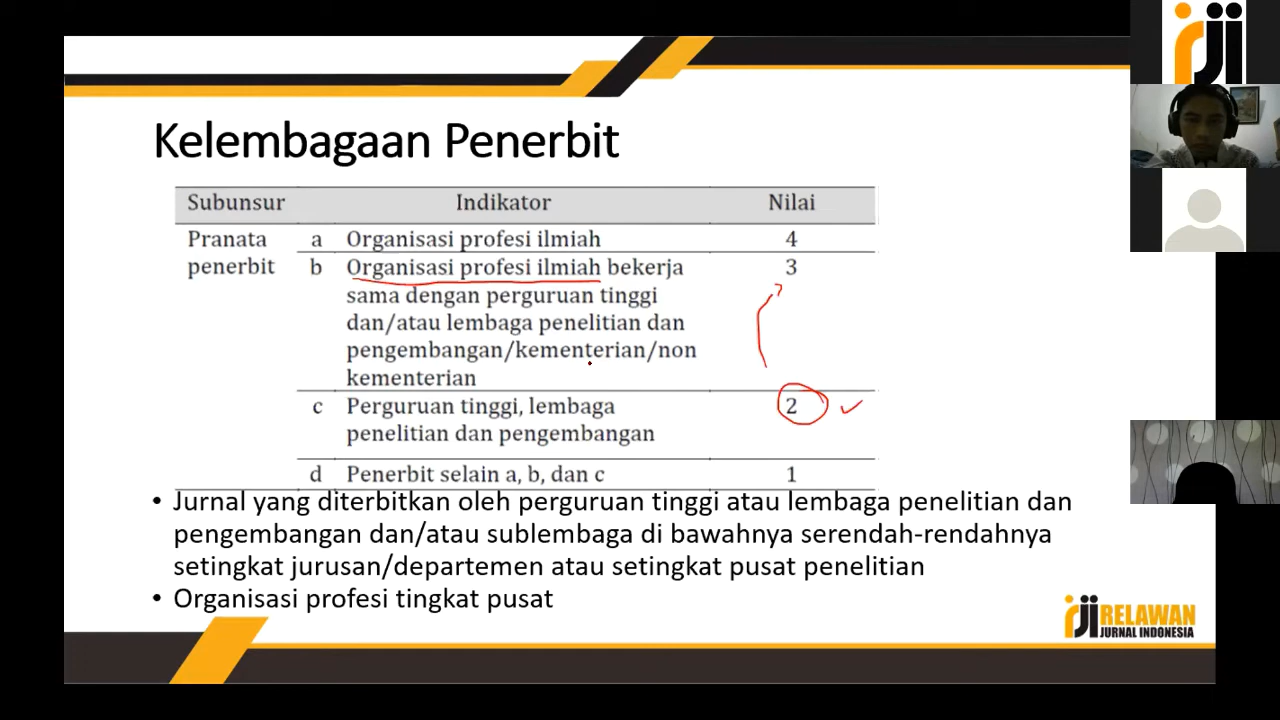 rji
Kelembagaan Penerbit
Subunsur Indikator Nilai
Pranata a Organisasi profesi ilmiah 4
penerbit b Organisasi profesi ilmiah bekerja 3
sama dengan perguruan tinggi
dan/atau lembaga penelitian dan
pengembangan/kementerian/non
kementerian
c Perguruan tinggi, lembaga 2
penelitian dan pengembangan
d Penerbit selain a, b, dan c 1
• Jurnal yang diterbitkan oleh perguruan tinggi atau lembaga penelitian dan
pengembangan dan/atau sublembaga di bawahnya serendah-rendahnya
setingkat jurusan/departemen atau setingkat pusat penelitian
• Organisasi profesi tingkat pusat
rji RELAWAN
JURNAL INDONESIA